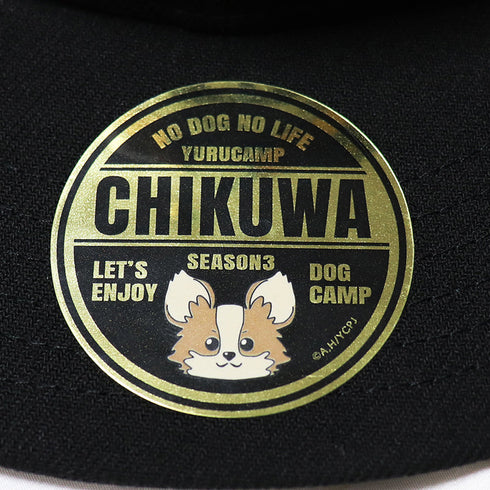 NO DOG NO LIFE
YURUCAMP
CHIKUWA
SEASON3
LET'S
ENJOY
DOG
CAMP
©A.H/YCPJ